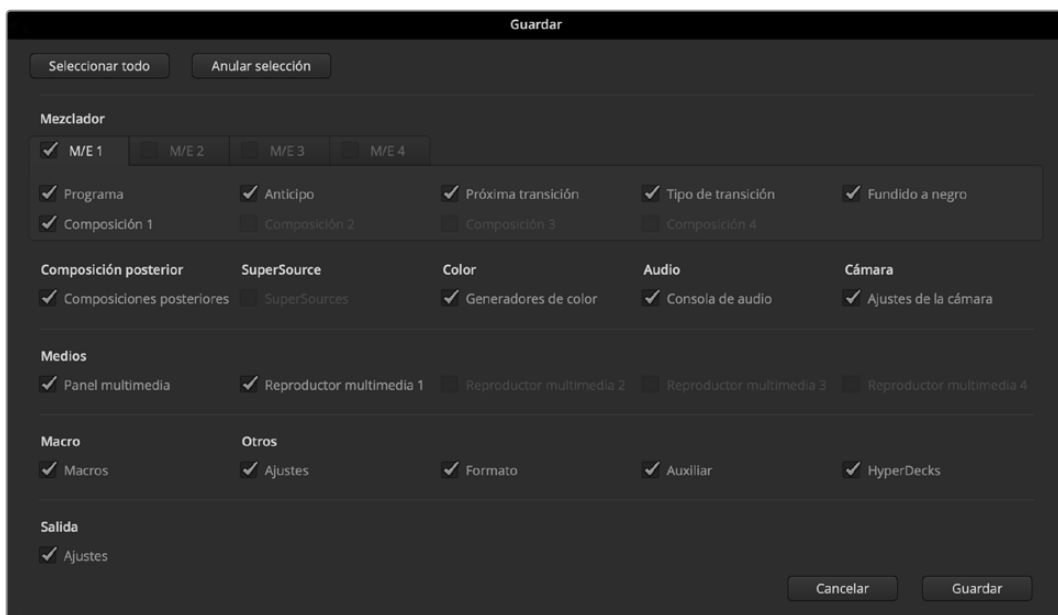 Guardar
Seleccionar todo Anular selección
Mezclador
M/E 1 M/E 2 M/E 3 M/E 4
Programa Anticipo Próxima transición Tipo de transición Fundido a negro
Composición 1 Composición 2 Composición 3 Composición 4
Composición posterior SuperSource Color Audio Cámara
Composiciones posteriores SuperSources Generadores de color Consola de audio Ajustes de la cámara
Medios
Panel multimedia Reproductor multimedia 1 Reproductor multimedia 2 Reproductor multimedia 3 Reproductor multimedia 4
Macro Otros
Macros Ajustes Formato Auxiliar HyperDecks
Salida
Ajustes
Cancelar Guardar